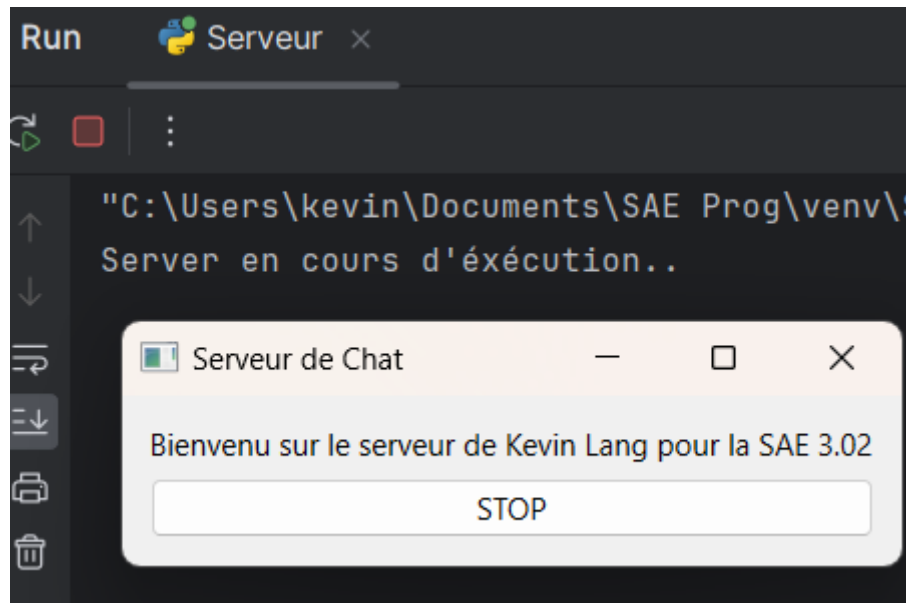 Run Serveur
"C:\Users\kevin\Documents\SAE Prog\venv\
Server en cours d'éxécution..
Serveur de Chat
Bienvenu sur le serveur de Kevin Lang pour la SAE 3.02
STOP